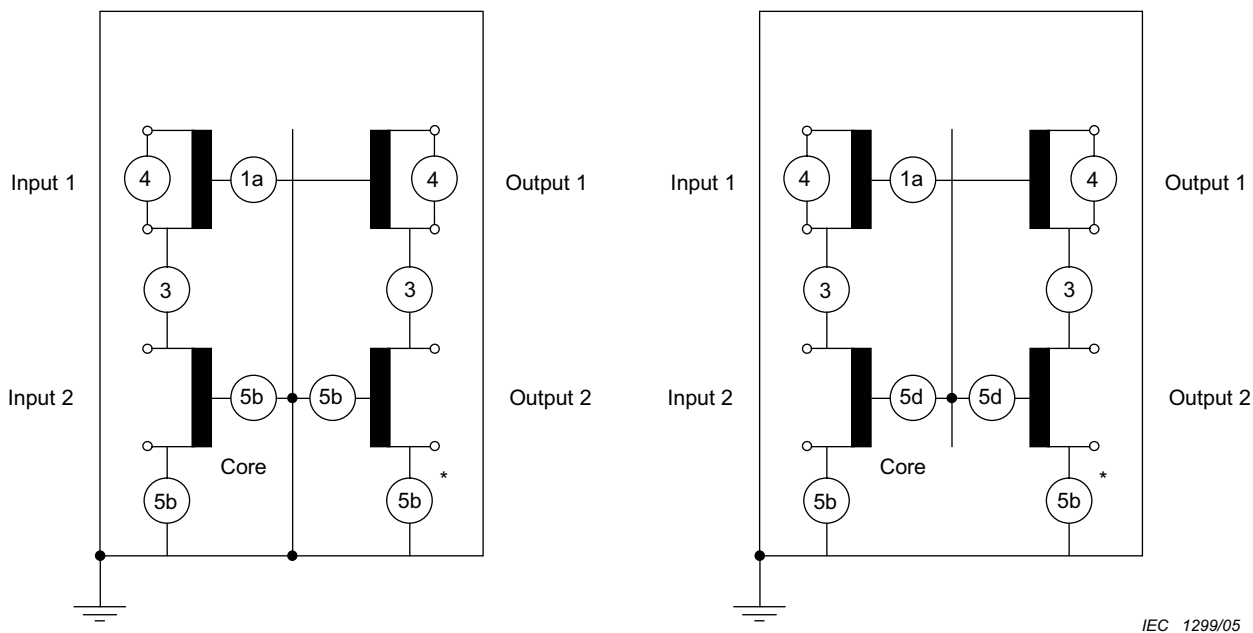 4 1a 4 4 1a 4
Input 1 Output 1 Input 1 Output 1
3 3 3 3
5b 5b 5d 5d
Input 2 Output 2 Input 2 Output 2
Core Core
* *
5b 5b 5b 5b
IEC 1299/05